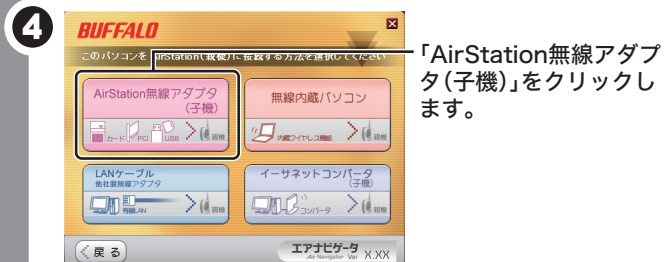 4
BUFFALO
このパソコンを AirStation(親機)に接続する方法を選択してください
AirStation無線アダプタ
(子機)
カード PCI USB 親機
無線内蔵パソコン
内蔵ワイヤレス機能 親機
LANケーブル
他社製無線アダプタ
有線LAN 親機
イーサネットコンバータ
(子機)
コンバータ 親機
戻る
エアナビゲータ
Air Navigator Ver X.XX
「AirStation無線アダプ
タ(子機)」をクリックし
ます。